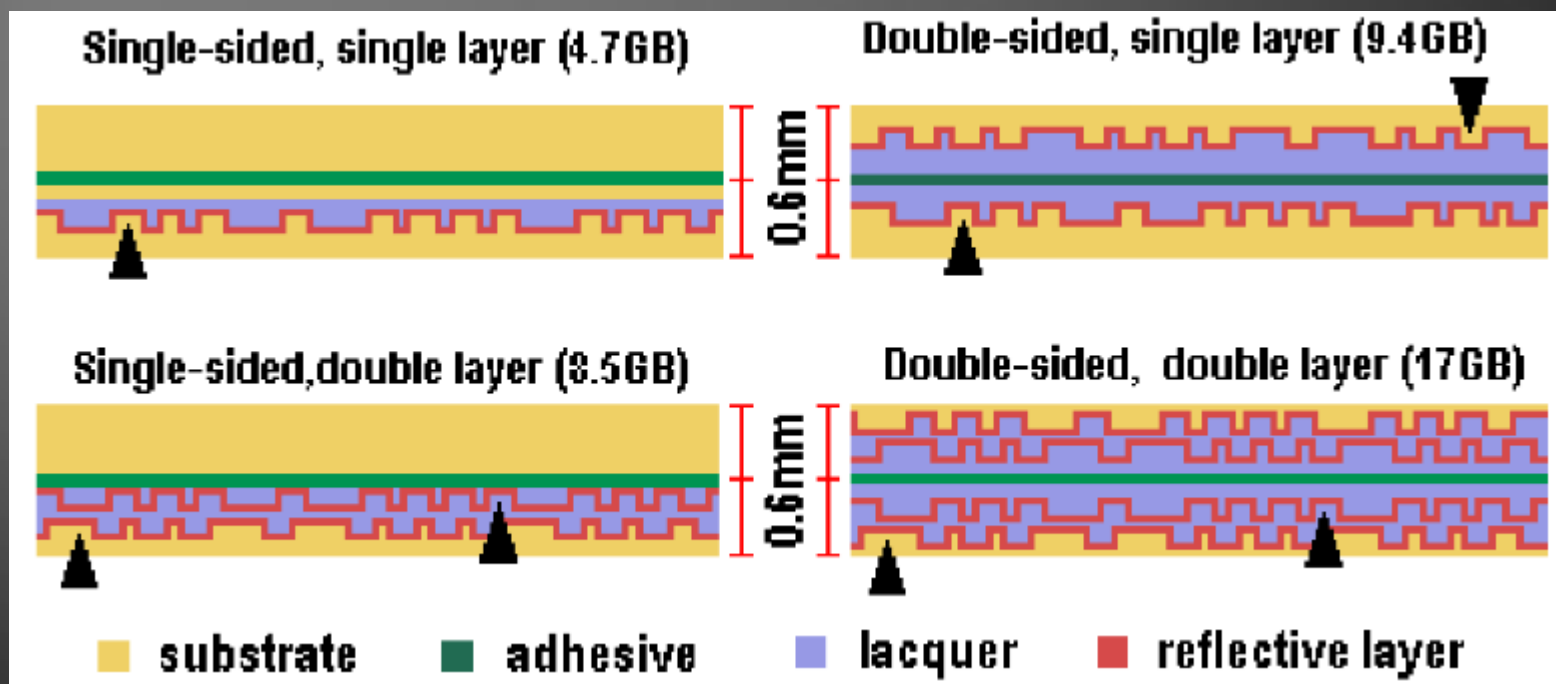 Single-sided, single layer (4.7GB)
Double-sided, single layer (9.4GB)
0.6mm
Single-sided,double layer (8.5GB)
Double-sided, double layer (17GB)
0.6mm
substrate adhesive lacquer reflective layer